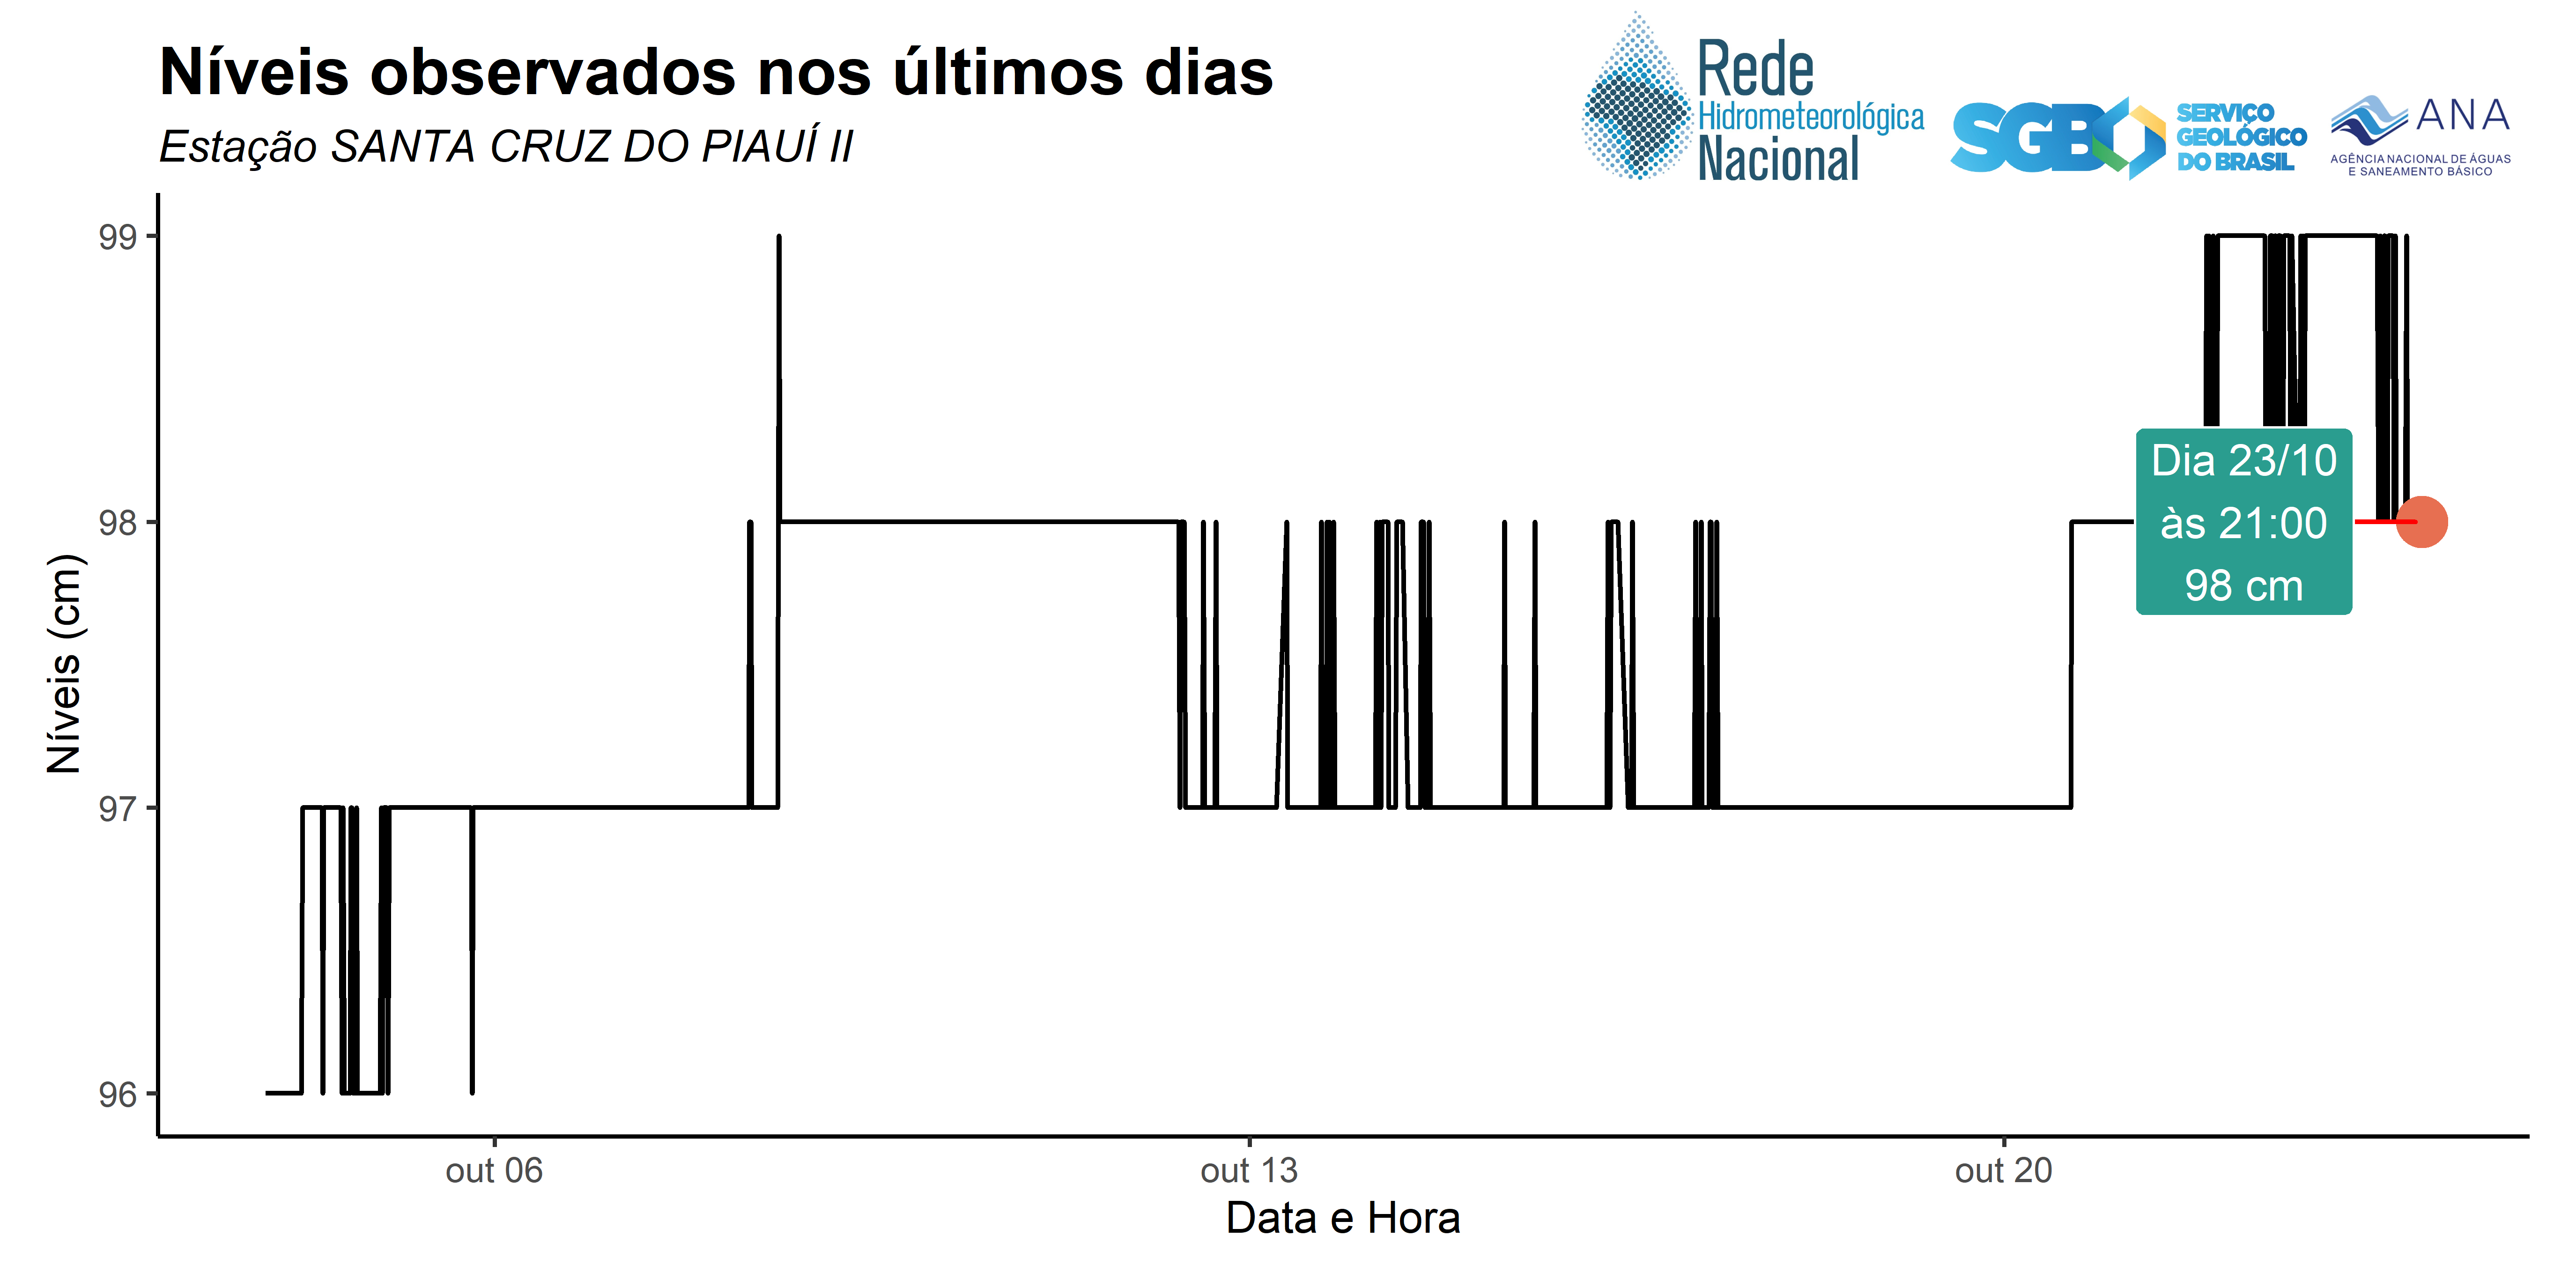 Níveis observados nos últimos dias
Estação SANTA CRUZ DO PIAUÍ II
Rede
Hidrometeorológica
Nacional
SGB
SERVIÇO
GEOLÓGICO
DO BRASIL
ANA
AGÊNCIA NACIONAL DE ÁGUAS
E SANEAMENTO BÁSICO
99
98
97
96
Níveis (cm)
Dia 23/10
às 21:00
98 cm
out 06
out 13
out 20
Data e Hora